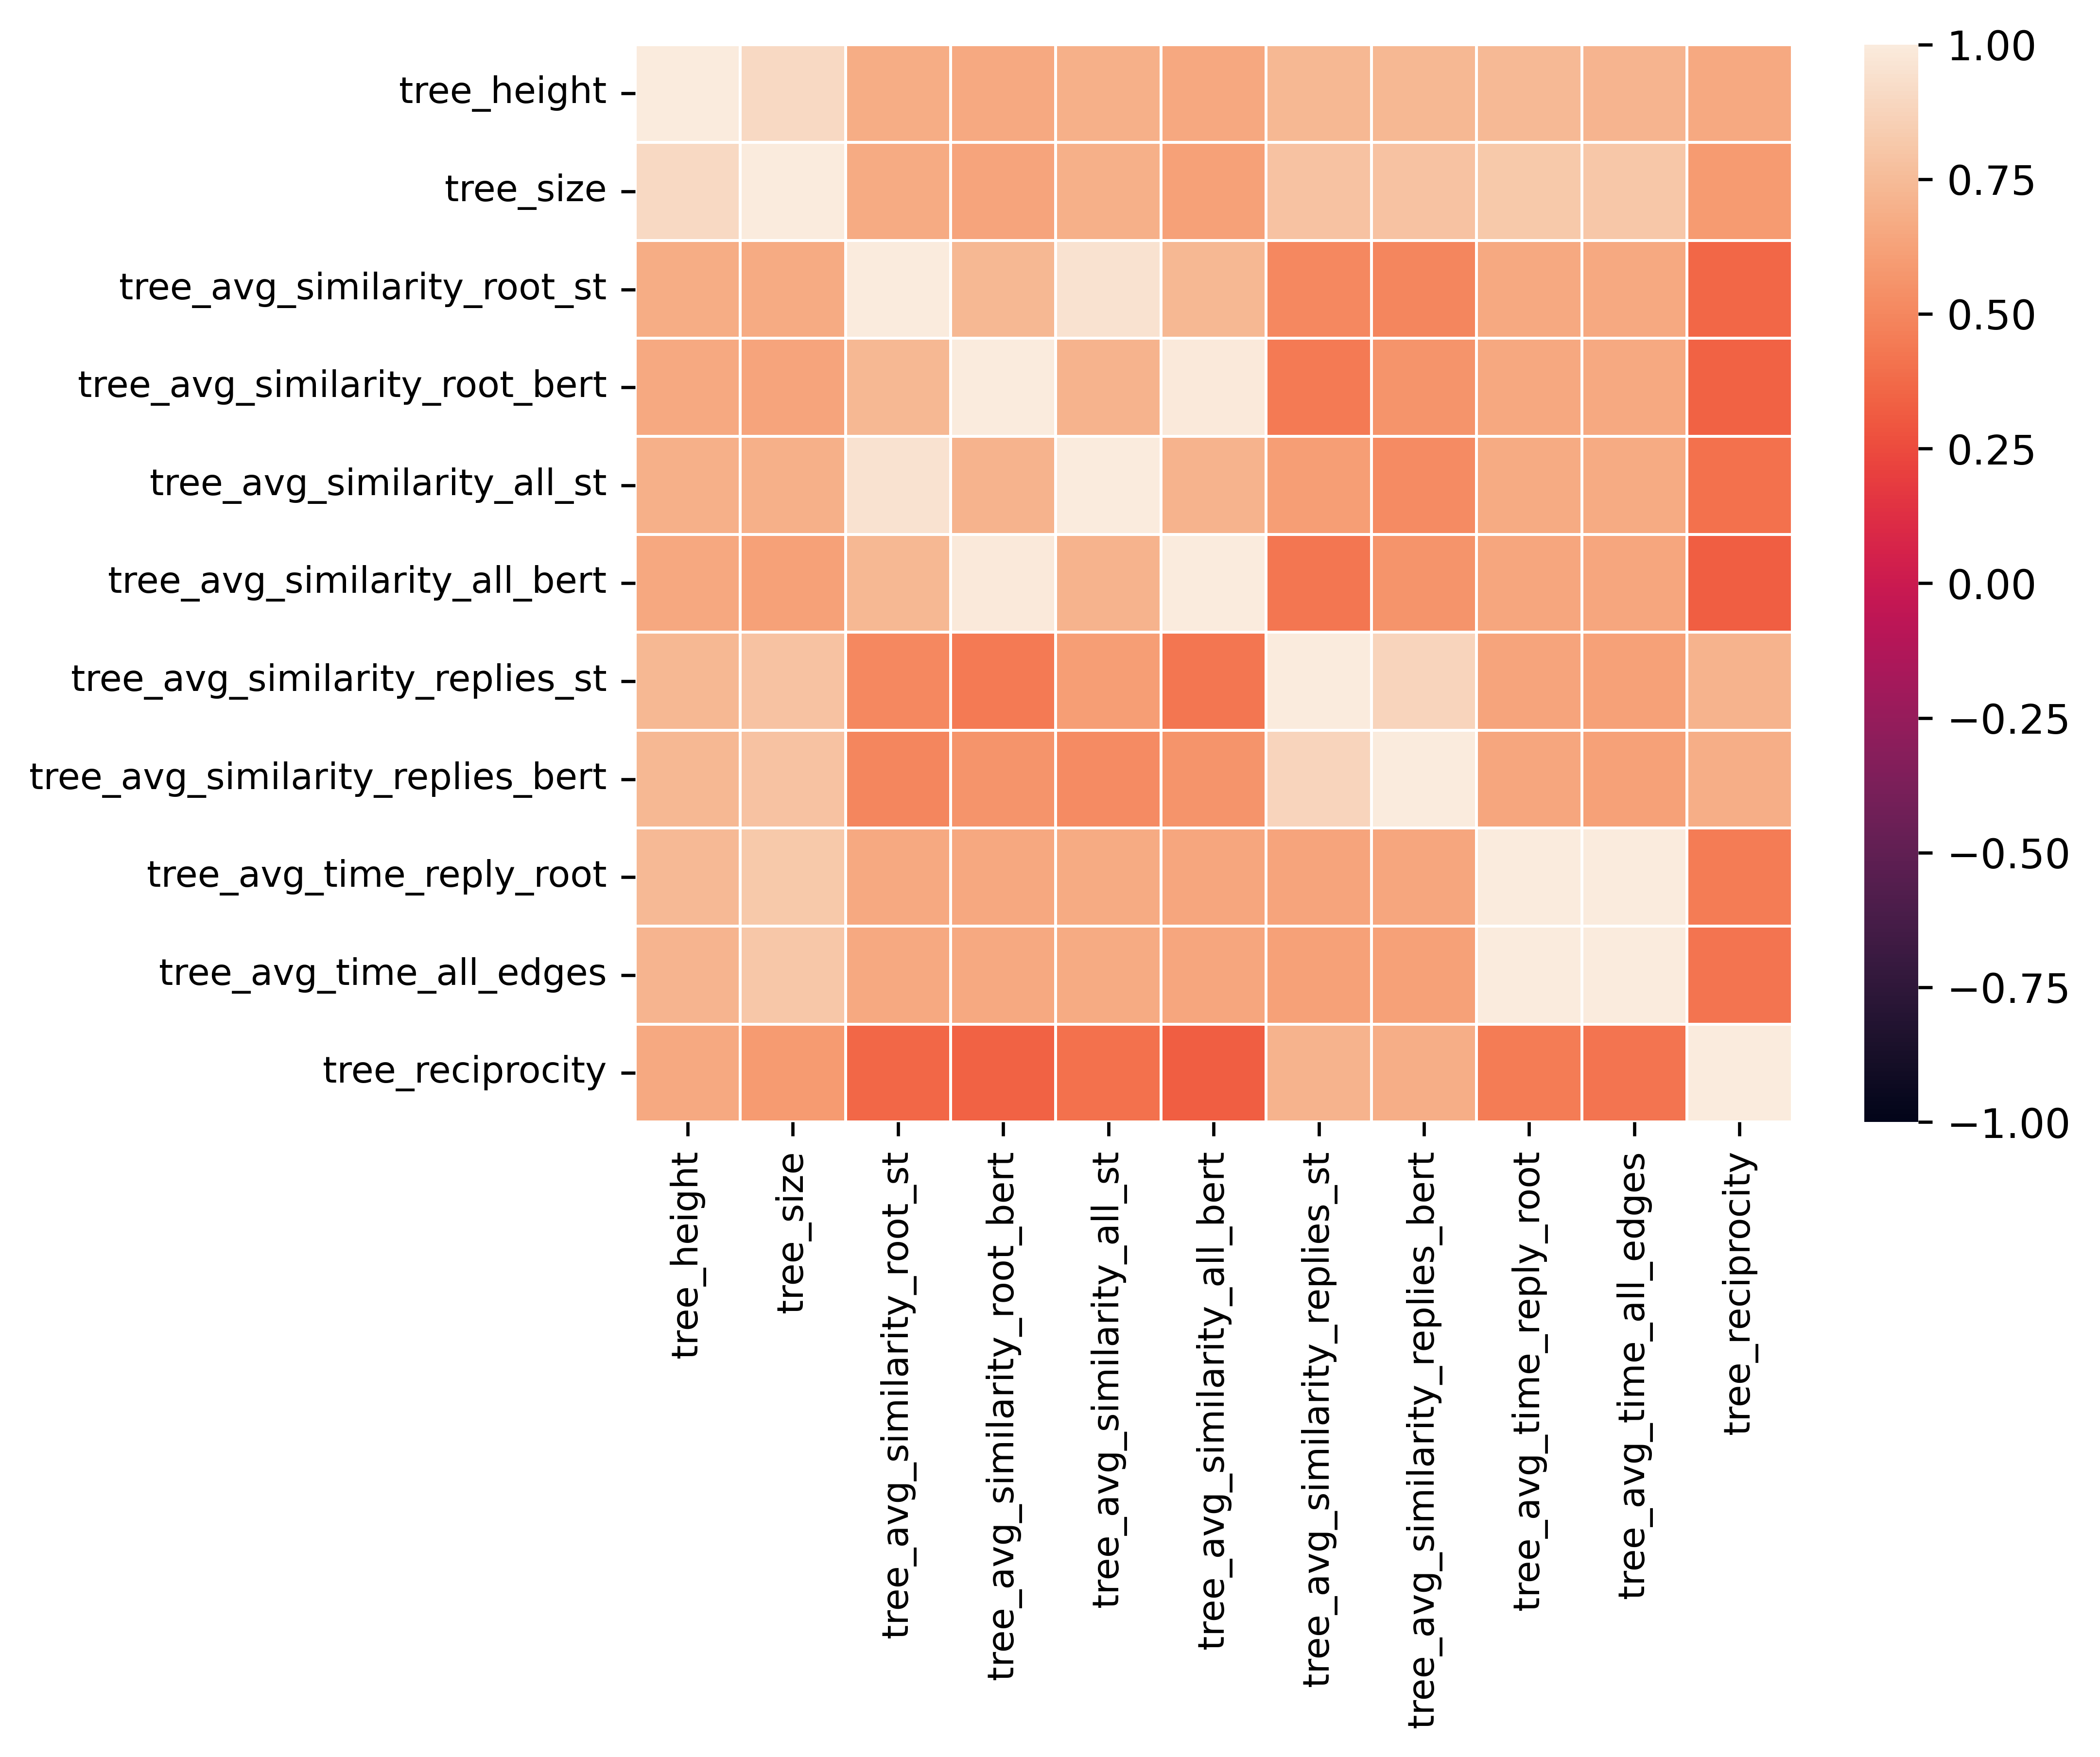 tree_height
tree_size
tree_avg_similarity_root_st
tree_avg_similarity_root_bert
tree_avg_similarity_all_st
tree_avg_similarity_all_bert
tree_avg_similarity_replies_st
tree_avg_similarity_replies_bert
tree_avg_time_reply_root
tree_avg_time_all_edges
tree_reciprocity
tree_height
tree_size
tree_avg_similarity_root_st
tree_avg_similarity_root_bert
tree_avg_similarity_all_st
tree_avg_similarity_all_bert
tree_avg_similarity_replies_st
tree_avg_similarity_replies_bert
tree_avg_time_reply_root
tree_avg_time_all_edges
tree_reciprocity
1.00
0.75
0.50
0.25
0.00
−0.25
−0.50
−0.75
−1.00